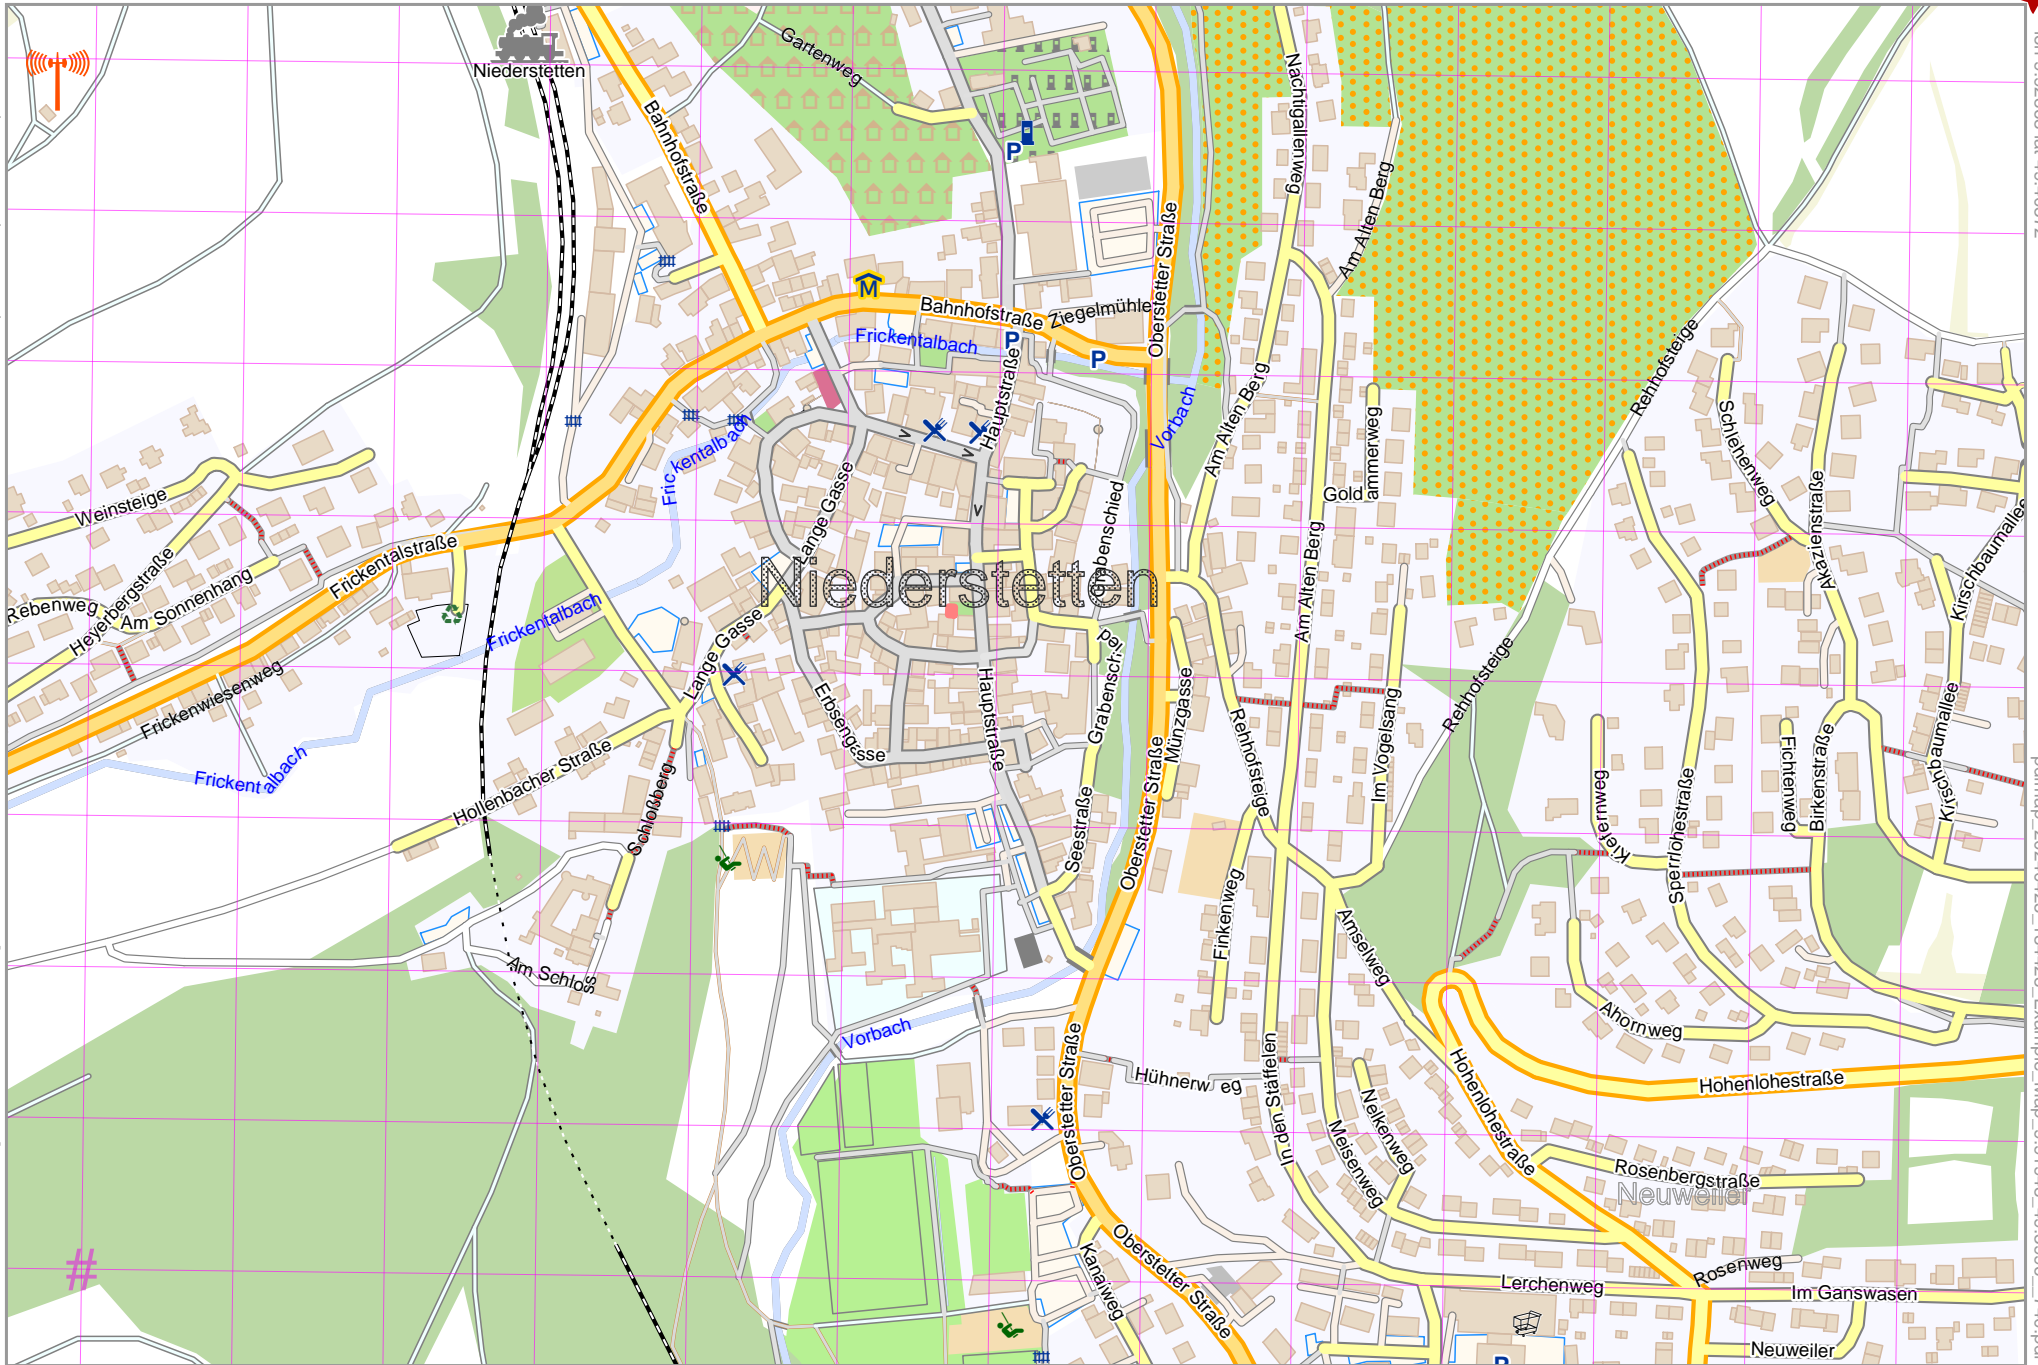 Niederstetten
Gartenweg
Bahnhofstraße
P
Nachtigallenweg
Am Alten Berg
M
Bahnhofstraße
Ziegelmühle
Oberstetter Straße
Frickentalbach
P
P
Hauptstraße
Vorbach
Am Alten Berg
Rehhofsteige
Schlehenweg
Goldammerweg
Frickentalbach
Lange Gasse
Weinsteige
Heyerbergstraße
Rebenweg
Am Sonnenhang
Frickentalstraße
Frickenwiesenweg
Frickentalbach
Frickentalbach
Niederstetten
Grabenschied
Grabenschied
Am Alten Berg
Akazienstraße
Kirschbaumallee
Lange Gasse
Erbsengasse
Hauptstraße
Münzgasse
Rehhofsteige
Rehhofsteige
Im Vogelsang
Hollenbacher Straße
Schloßberg
Seestraße
Oberstetter Straße
Kiefernweg
Sperrlohestraße
Fichtenweg
Birkenstraße
Kirschbaumallee
Finkenweg
Amselweg
Am Schloss
Vorbach
Ahornweg
Oberstetter Straße
Hühnerweg
In den Staffelen
Hohenlohestraße
Hohenlohestraße
Nelkenweg
Meisenweg
Rosenbergstraße
Neuweiler
Kanalweg
Oberstetter Straße
Lerchenweg
Rosenweg
Im Ganswasen
Neuweiler
P
#